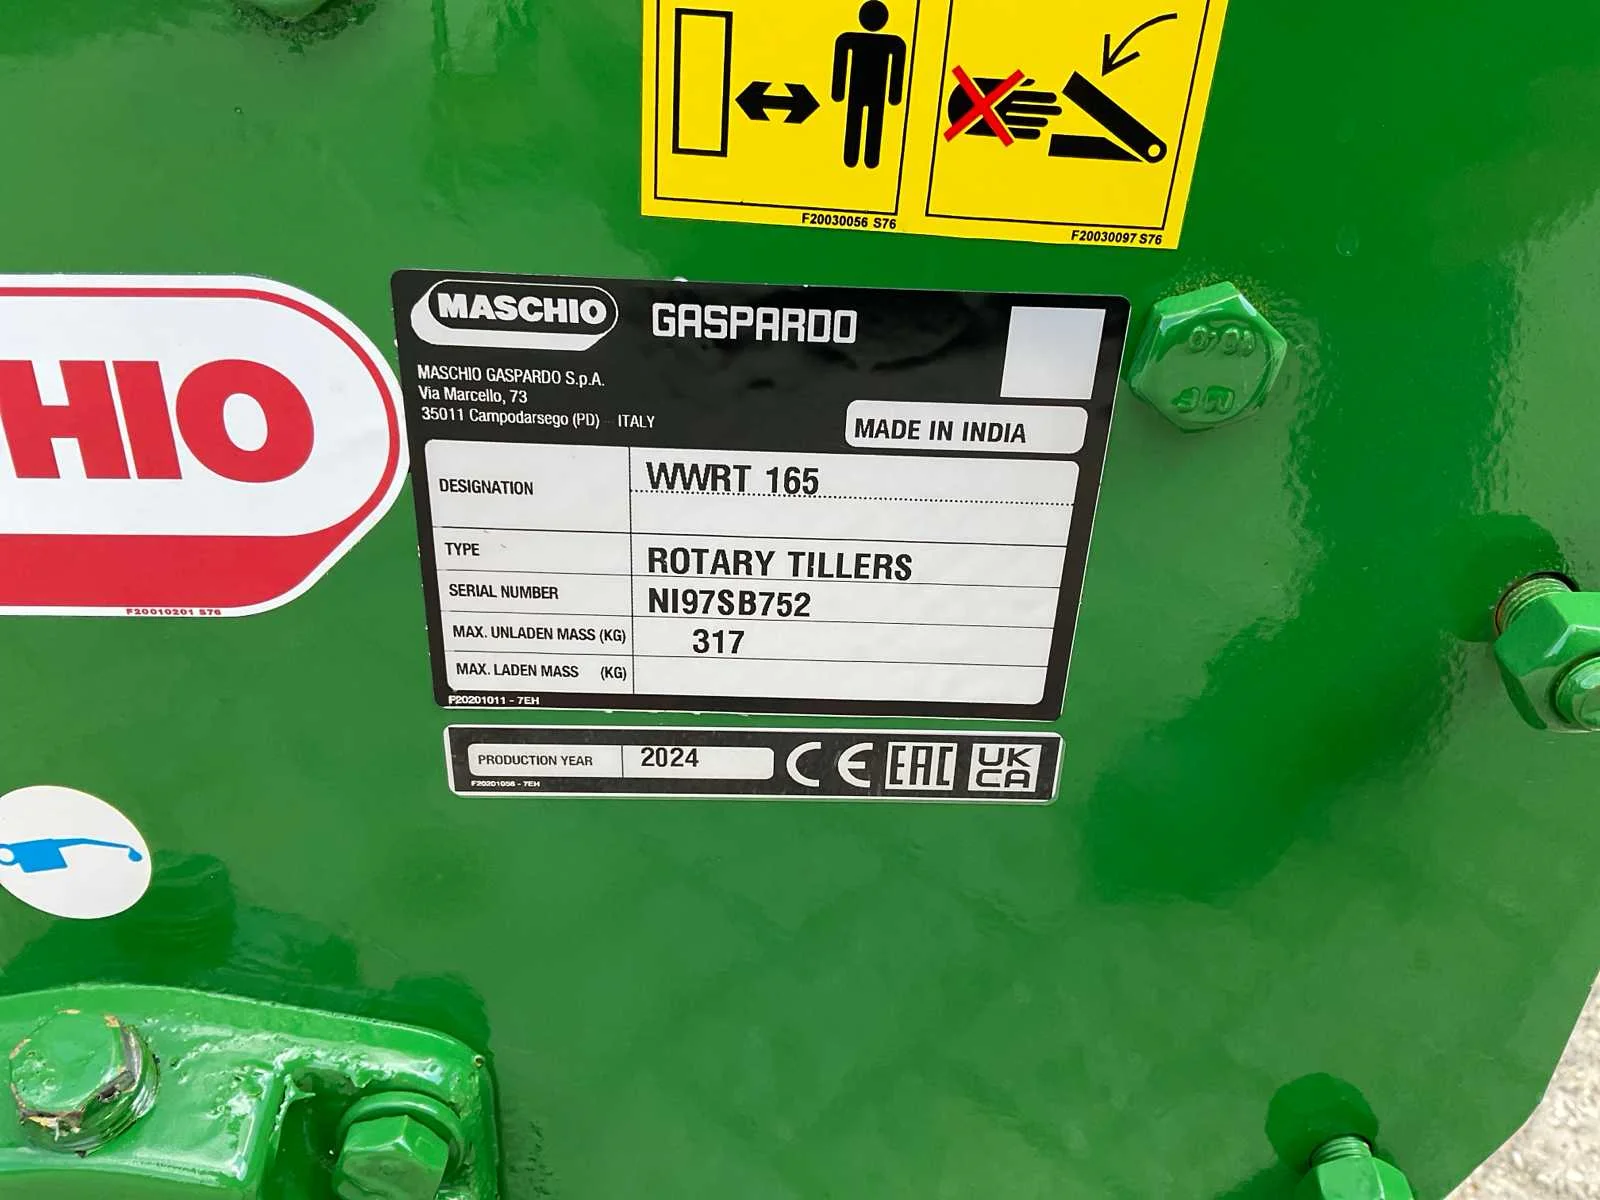 F20030056 S76
F20030097 S76
MASCHIO GASPARDO
MASCHIO GASPARDO S.p.A.
Via Marcello, 73
35011 Campodarsego (PD) - ITALY
MADE IN INDIA
DESIGNATION WWRT 165
TYPE ROTARY TILLERS
SERIAL NUMBER NI97SB752
MAX. UNLADEN MASS (KG) 317
MAX. LADEN MASS (KG)
F20201011 - 7EH
PRODUCTION YEAR 2024 CE EAC UK CA
F20201056 - 7EH
HIO
F20010201 S76